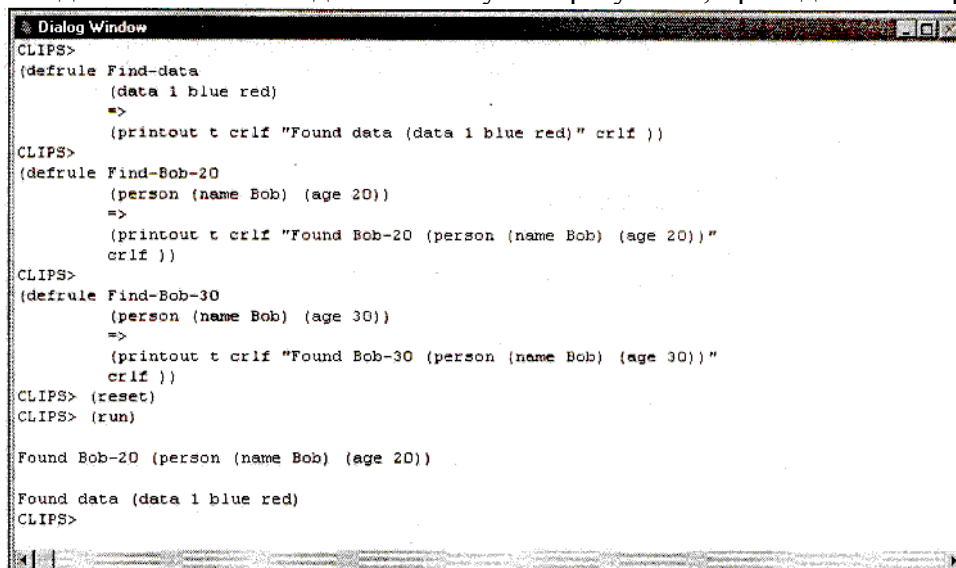 Dialog Window
CLIPS>
(defrule Find-data
(data 1 blue red)
=>
(printout t crlf "Found data (data 1 blue red)" crlf ))
CLIPS>
(defrule Find-Bob-20
(person (name Bob) (age 20))
=>
(printout t crlf "Found Bob-20 (person (name Bob) (age 20))"
crlf ))
CLIPS>
(defrule Find-Bob-30
(person (name Bob) (age 30))
=>
(printout t crlf "Found Bob-30 (person (name Bob) (age 30))"
crlf ))
CLIPS> (reset)
CLIPS> (run)
Found Bob-20 (person (name Bob) (age 20))
Found data (data 1 blue red)
CLIPS>